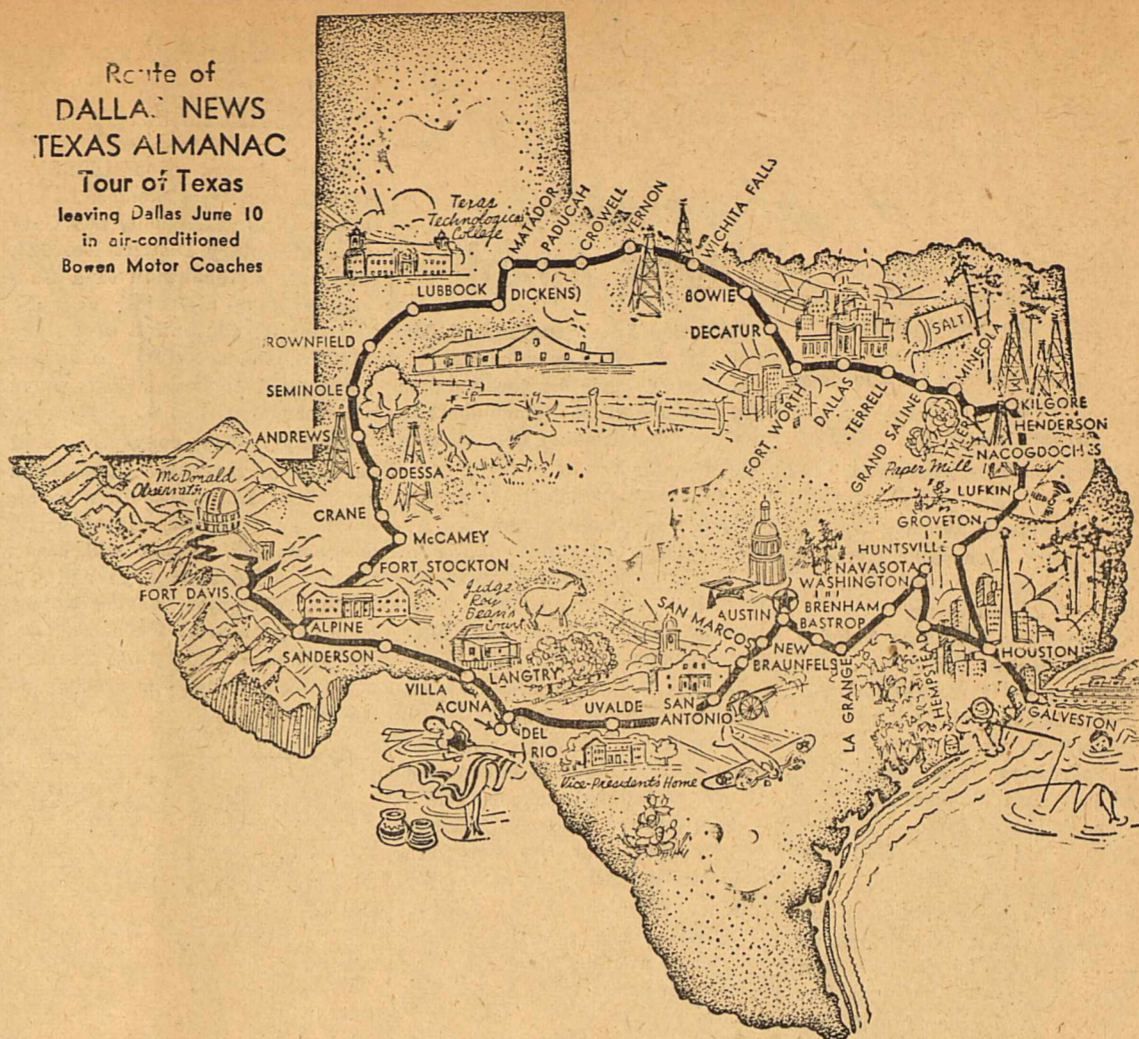 Route of
DALLAS NEWS
TEXAS ALMANAC
Tour of Texas
leaving Dallas June 10
in air-conditioned
Bowen Motor Coaches
Texas
Technological
College
MATADOR
PADUCAH
CROWELL
VERNON
WICHITA FALLS
LUBBOCK
DICKENS)
BOWIE
DECATUR
SALT
MINEOLA
ROWNFIELD
SEMINOLE
ANDREWS
ODESSA
CRANE
McCAMEY
FORT STOCKTON
McDonald
Observatory
FORT DAVIS
ALPINE
SANDERSON
Judge
Roy
Bean's
Court
LANGTRY
VILLA
ACUNA
DEL
RIO
UVALDE
Vice-President's Home
SAN
ANTONIO
SAN MARCOS
NEW
BRAUNFELS
AUSTIN
BASTROP
LA GRANGE
BRENHAM
WASHINGTON
NAVASOTA
HEMPSTEAD
HOUSTON
GALVESTON
HUNTSVILLE
GROVETON
LUFKIN
Paper Mill
NACOGDOCHES
HENDERSON
KILGORE
TYLER
GRAND SALINE
TERRELL
DALLAS
FORT WORTH